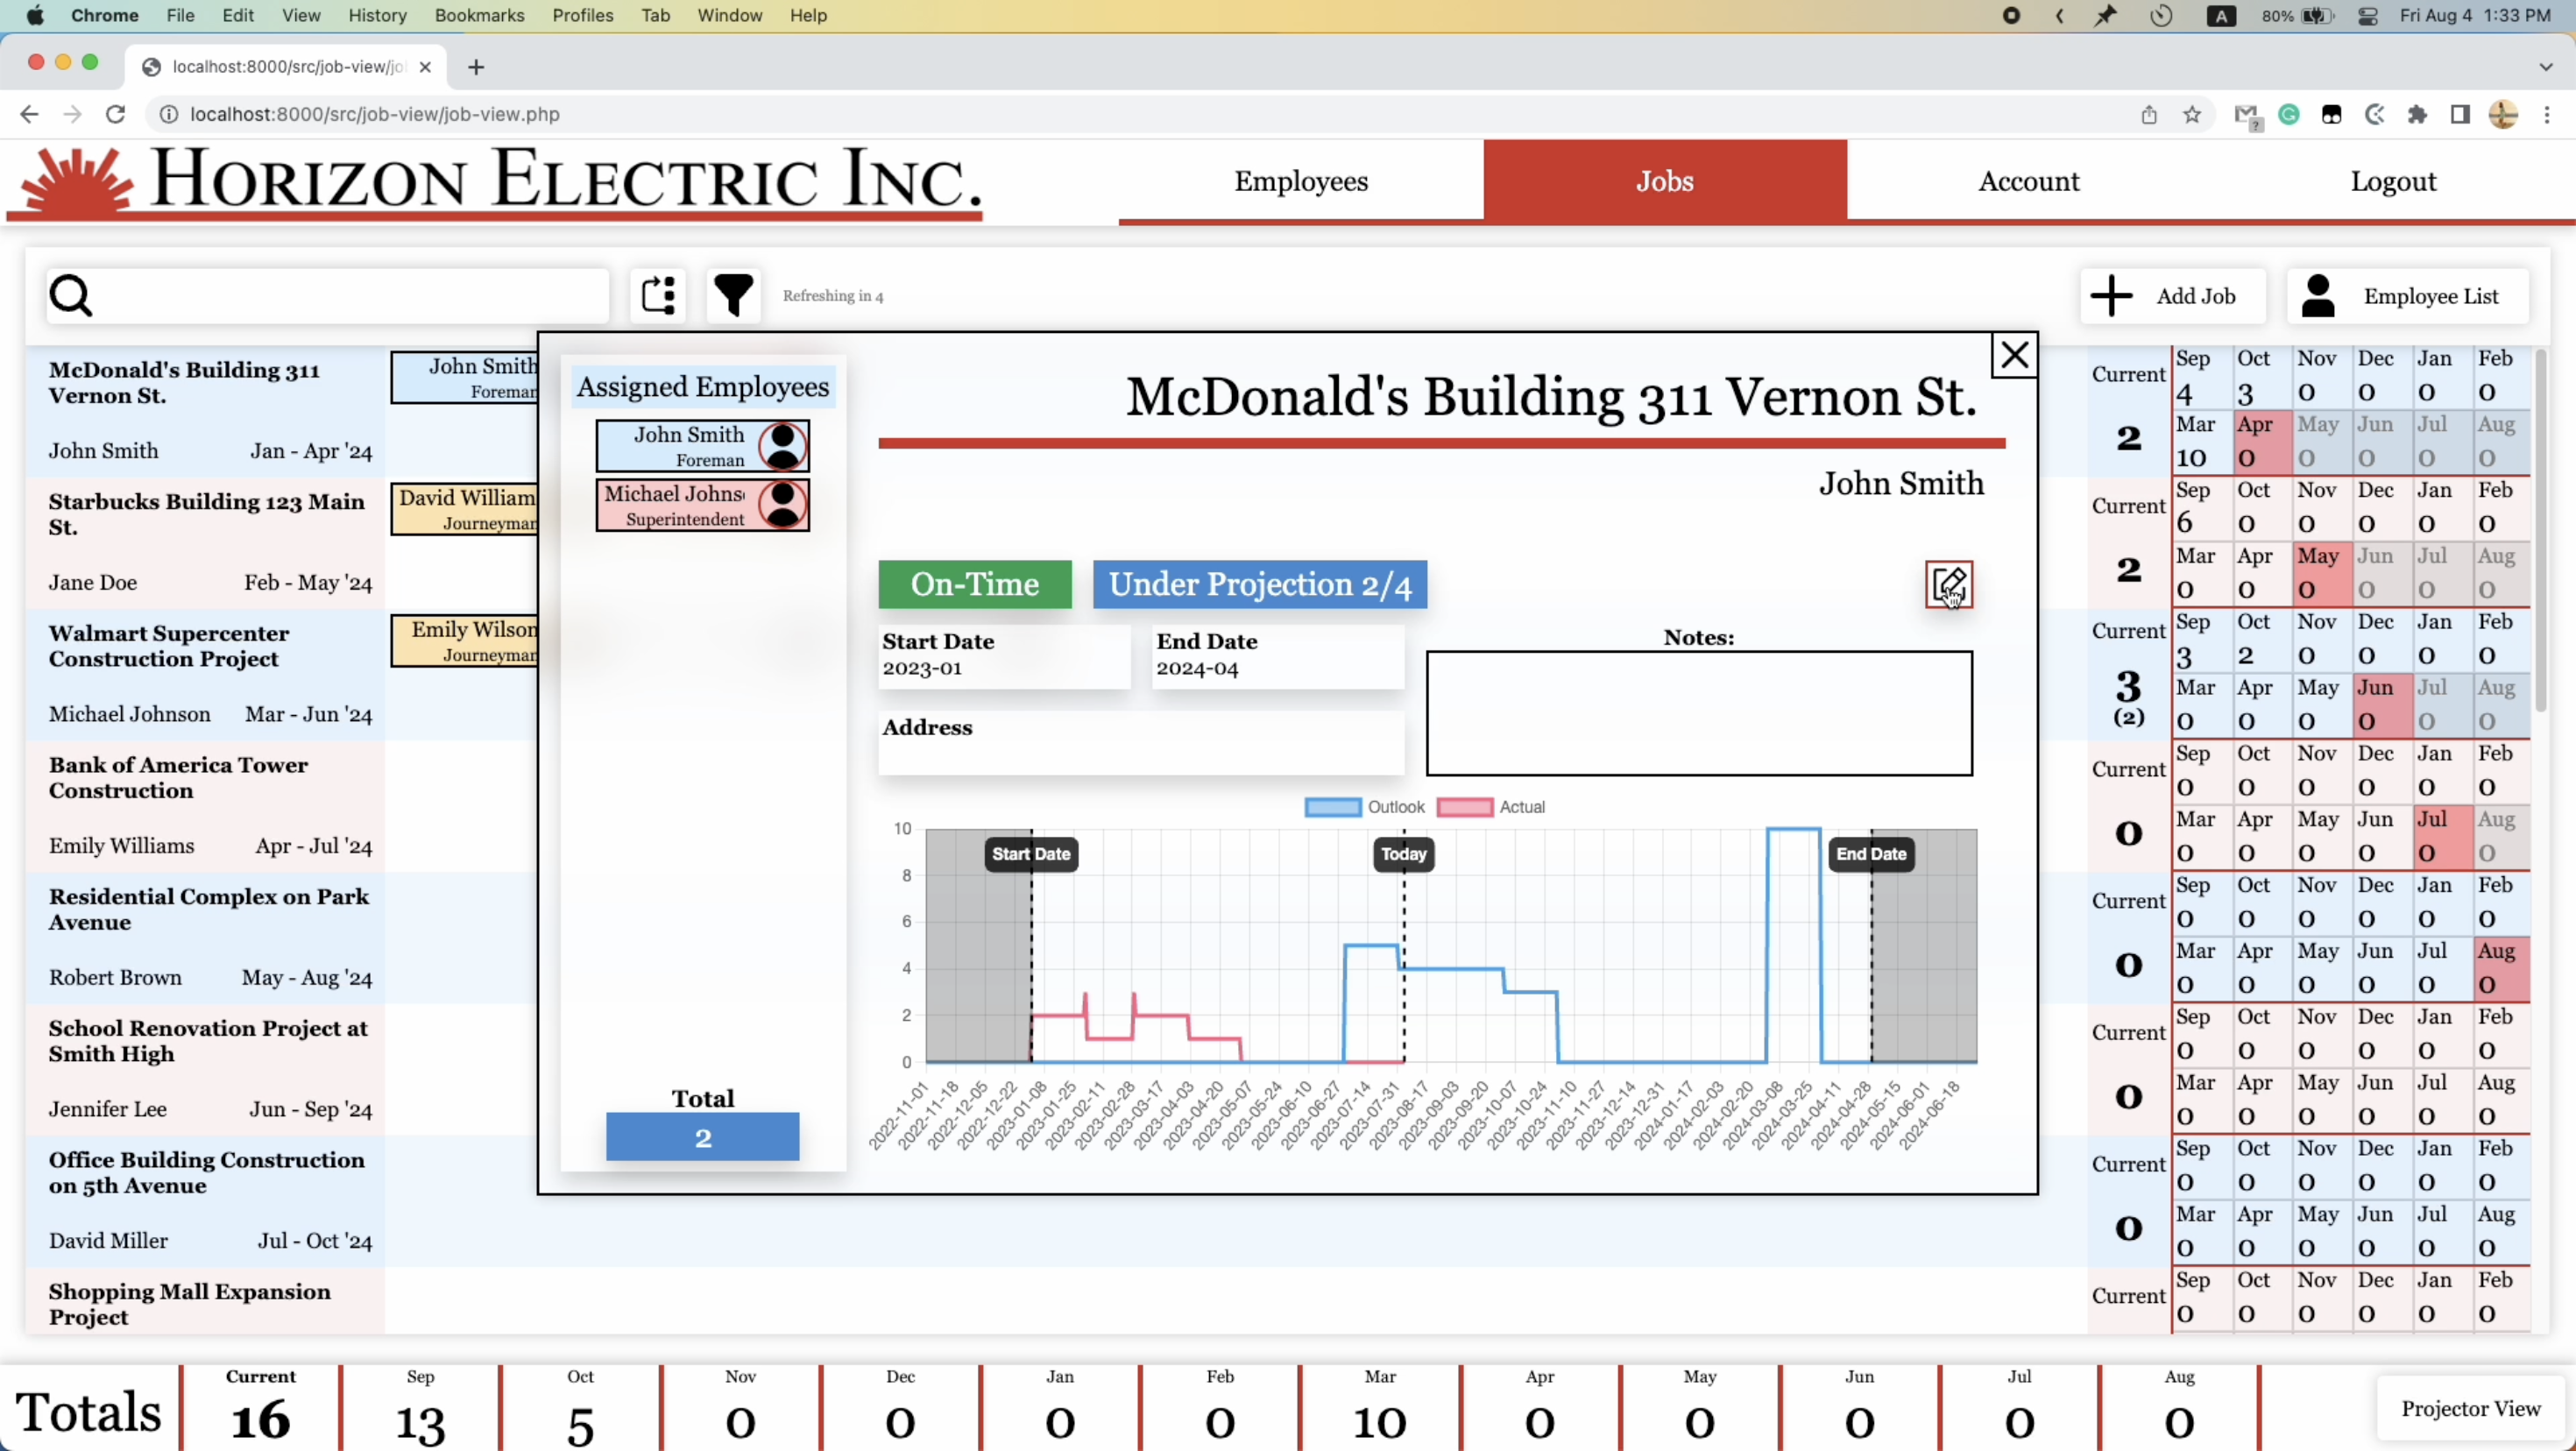 Chrome File Edit View History Bookmarks Profiles Tab Window Help A 80% Fri Aug 4 1:33 PM
localhost:8000/src/job-view/jo
localhost:8000/src/job-view/job-view.php
HORIZON ELECTRIC INC.
Employees Jobs Account Logout
Refreshing in 4
Add Job
Employee List
McDonald's Building 311
Vernon St.
John Smith Jan - Apr '24
John Smith
Foreman
Starbucks Building 123 Main
St.
Jane Doe Feb - May '24
David William
Journeyman
Walmart Supercenter
Construction Project
Michael Johnson Mar - Jun '24
Emily Wilson
Journeyman
Bank of America Tower
Construction
Emily Williams Apr - Jul '24
Residential Complex on Park
Avenue
Robert Brown May - Aug '24
School Renovation Project at
Smith High
Jennifer Lee Jun - Sep '24
Office Building Construction
on 5th Avenue
David Miller Jul - Oct '24
Shopping Mall Expansion
Project
Assigned Employees
John Smith
Foreman
Michael Johns
Superintendent
Total
2
McDonald's Building 311 Vernon St.
John Smith
On-Time
Under Projection 2/4
Start Date
2023-01
End Date
2024-04
Address
Notes:
Outlook Actual
10
8
6
4
2
0
Start Date
Today
End Date
2022-11-01
2022-11-18
2022-12-05
2022-12-22
2023-01-08
2023-01-25
2023-02-11
2023-02-28
2023-03-17
2023-04-03
2023-04-20
2023-05-07
2023-05-24
2023-06-10
2023-06-27
2023-07-14
2023-07-31
2023-08-17
2023-09-03
2023-09-20
2023-10-07
2023-10-24
2023-11-10
2023-11-27
2023-12-14
2023-12-31
2024-01-17
2024-02-03
2024-02-20
2024-03-08
2024-03-25
2024-04-11
2024-04-28
2024-05-15
2024-06-01
2024-06-18
Current
2
Sep Oct Nov Dec Jan Feb
4 3 0 0 0 0
Mar Apr May Jun Jul Aug
10 0 0 0 0 0
Current
2
Sep Oct Nov Dec Jan Feb
6 0 0 0 0 0
Mar Apr May Jun Jul Aug
0 0 0 0 0 0
Current
3
(2)
Sep Oct Nov Dec Jan Feb
3 2 0 0 0 0
Mar Apr May Jun Jul Aug
0 0 0 0 0 0
Current
0
Sep Oct Nov Dec Jan Feb
0 0 0 0 0 0
Mar Apr May Jun Jul Aug
0 0 0 0 0 0
Current
0
Sep Oct Nov Dec Jan Feb
0 0 0 0 0 0
Mar Apr May Jun Jul Aug
0 0 0 0 0 0
Current
0
Sep Oct Nov Dec Jan Feb
0 0 0 0 0 0
Mar Apr May Jun Jul Aug
0 0 0 0 0 0
Current
0
Sep Oct Nov Dec Jan Feb
0 0 0 0 0 0
Mar Apr May Jun Jul Aug
0 0 0 0 0 0
Current
Sep Oct Nov Dec Jan Feb
0 0 0 0 0 0
Totals
Current Sep Oct Nov Dec Jan Feb Mar Apr May Jun Jul Aug
16 13 5 0 0 0 0 10 0 0 0 0 0
Projector View